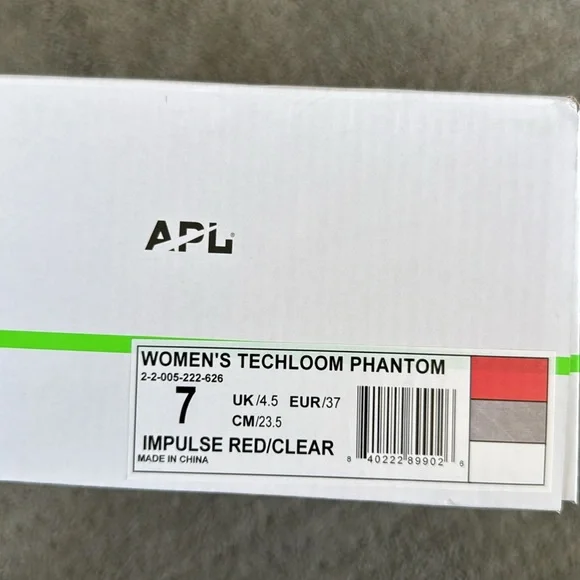 APL
WOMEN'S TECHLOOM PHANTOM
2-2-005-222-626
7 UK/4.5 EUR/37
CM/23.5
IMPULSE RED/CLEAR
MADE IN CHINA
8 40222 89902 6